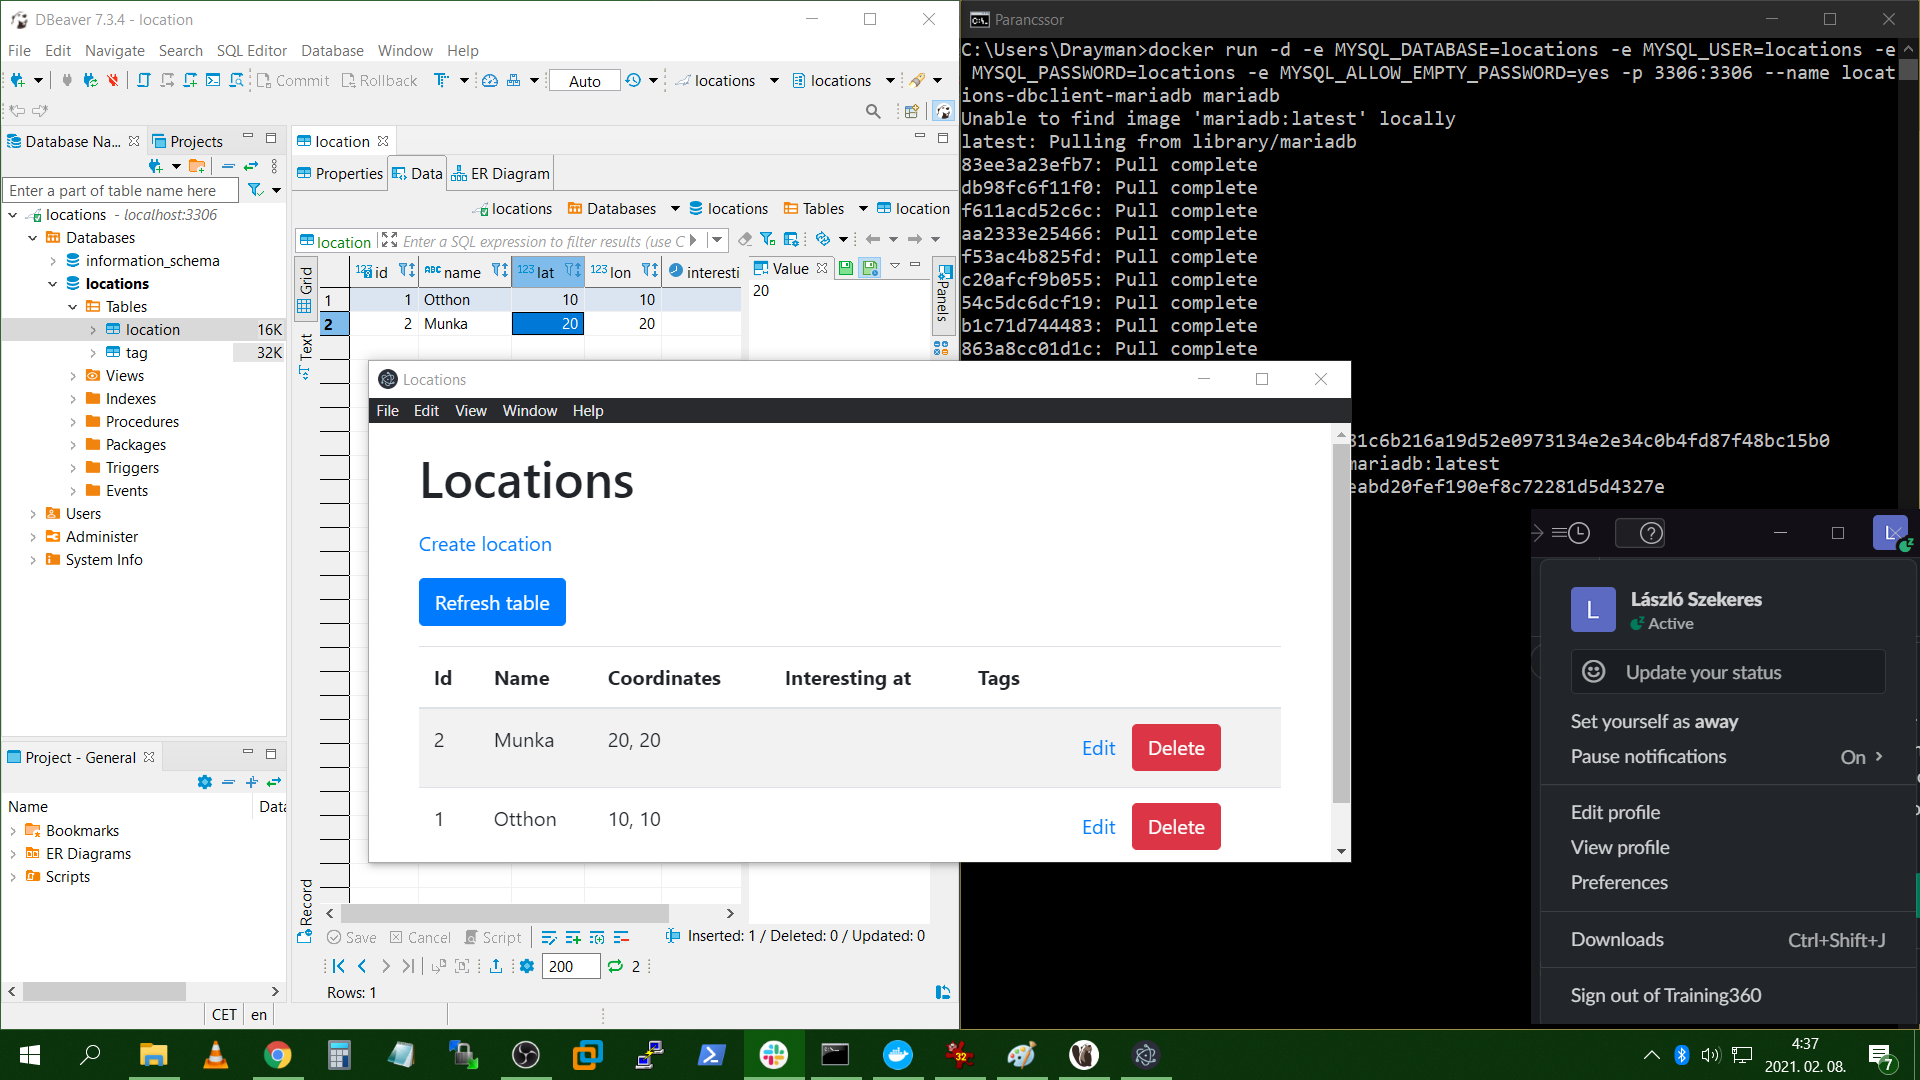 DBeaver 7.3.4 - location
File Edit Navigate Search SQL Editor Database Window Help
Commit Rollback Auto locations locations
Database Na... Projects
Enter a part of table name here
locations - localhost:3306
Databases
information_schema
locations
Tables
location 16K
tag 32K
Views
Indexes
Procedures
Packages
Triggers
Events
Users
Administer
System Info
Project - General
Name Data
Bookmarks
ER Diagrams
Scripts
CET en
location
Properties Data ER Diagram
locations Databases locations Tables location
location Enter a SQL expression to filter results (use C
Grid
Text
Record
123 id ABC name 123 lat 123 lon interesti
1 1 Otthon 10 10
2 2 Munka 20 20
Value
20
Panels
Save Cancel Script Inserted: 1 / Deleted: 0 / Updated: 0
200 2
Rows: 1
Parancssor
C:\Users\Drayman>docker run -d -e MYSQL_DATABASE=locations -e MYSQL_USER=locations -e
MYSQL_PASSWORD=locations -e MYSQL_ALLOW_EMPTY_PASSWORD=yes -p 3306:3306 --name locat
ions-dbclient-mariadb mariadb
Unable to find image 'mariadb:latest' locally
latest: Pulling from library/mariadb
83ee3a23efb7: Pull complete
db98fc6f11f0: Pull complete
f611acd52c6c: Pull complete
aa2333e25466: Pull complete
f53ac4b825fd: Pull complete
c20afcf9b055: Pull complete
54c5dc6dcf19: Pull complete
b1c71d744483: Pull complete
863a8cc01d1c: Pull complete
81c6b216a19d52e0973134e2e34c0b4fd87f48bc15b0
mariadb:latest
eabd20fef190ef8c72281d5d4327e
Locations
File Edit View Window Help
Locations
Create location
Refresh table
Id Name Coordinates Interesting at Tags
2 Munka 20, 20 Edit Delete
1 Otthon 10, 10 Edit Delete
L
L
László Szekeres
Active
Update your status
Set yourself as away
Pause notifications On
Edit profile
View profile
Preferences
Downloads Ctrl+Shift+J
Sign out of Training360
32
4:37
2021. 02. 08.
7